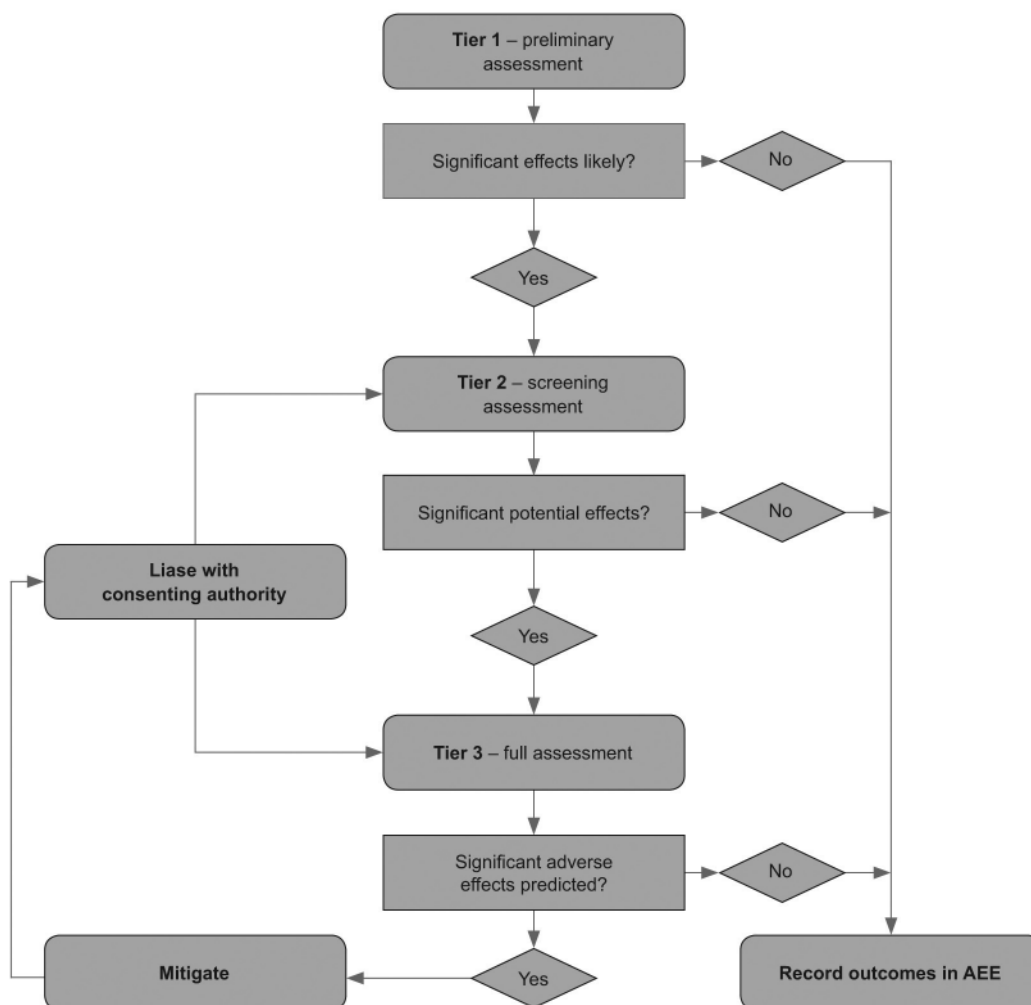 Tier 1 – preliminary
assessment
Significant effects likely?
No
Yes
Tier 2 – screening
assessment
Significant potential effects?
No
Liase with
consenting authority
Yes
Tier 3 – full assessment
Significant adverse
effects predicted?
No
Mitigate
Yes
Record outcomes in AEE